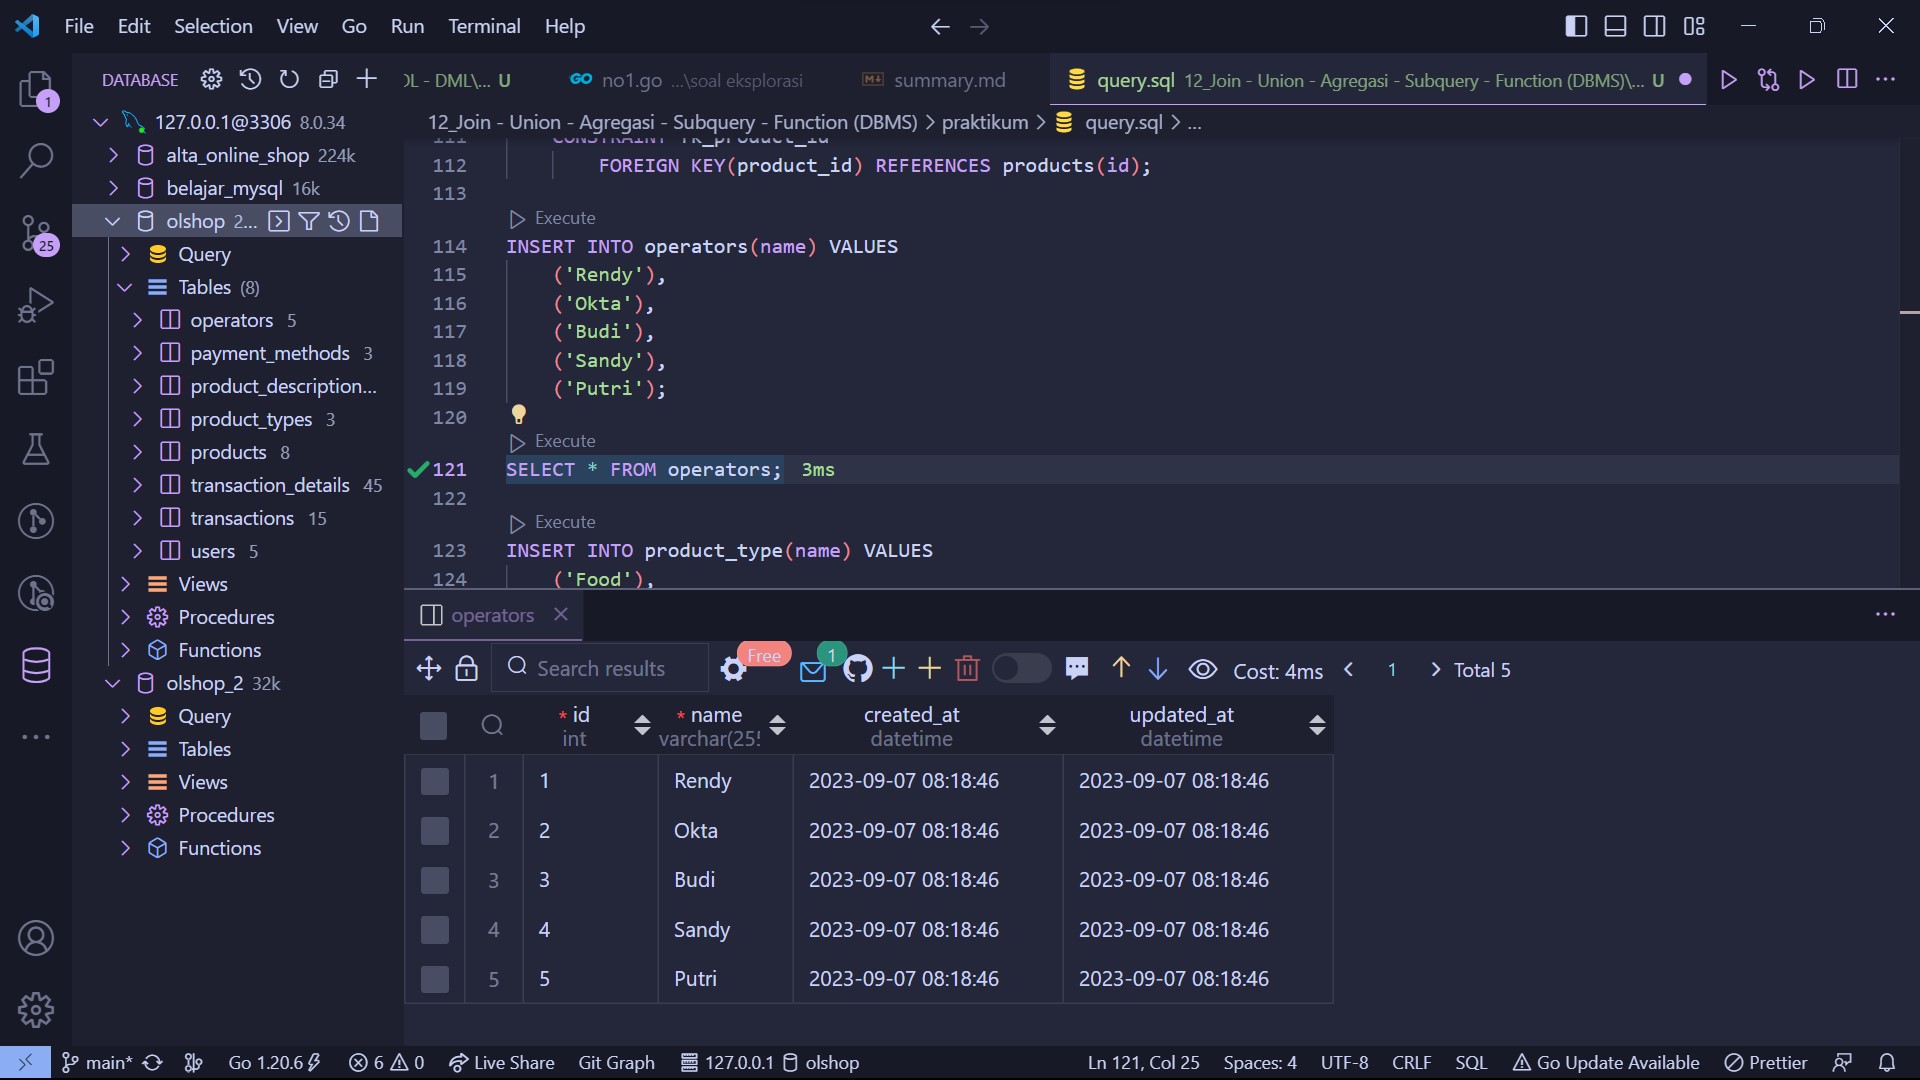 File Edit Selection View Go Run Terminal Help
DATABASE
OL - DML\... U
GO no1.go ...\soal eksplorasi
summary.md
query.sql 12_Join - Union - Agregasi - Subquery - Function (DBMS)\... U
12_Join - Union - Agregasi - Subquery - Function (DBMS) > praktikum > query.sql > ...
1
25
127.0.0.1@3306 8.0.34
alta_online_shop 224k
belajar_mysql 16k
olshop 2...
Query
Tables (8)
operators 5
payment_methods 3
product_description...
product_types 3
products 8
transaction_details 45
transactions 15
users 5
Views
Procedures
Functions
olshop_2 32k
Query
Tables
Views
Procedures
Functions
111 CONSTRAINT fk_product_id
112 FOREIGN KEY(product_id) REFERENCES products(id);
113
Execute
114 INSERT INTO operators(name) VALUES
115 ('Rendy'),
116 ('Okta'),
117 ('Budi'),
118 ('Sandy'),
119 ('Putri');
120
Execute
121 SELECT * FROM operators; 3ms
122
Execute
123 INSERT INTO product_type(name) VALUES
124 ('Food'),
operators
Search results
Free
1
Cost: 4ms < 1 > Total 5
* id * name created_at updated_at
int varchar(25 datetime datetime
1 1 Rendy 2023-09-07 08:18:46 2023-09-07 08:18:46
2 2 Okta 2023-09-07 08:18:46 2023-09-07 08:18:46
3 3 Budi 2023-09-07 08:18:46 2023-09-07 08:18:46
4 4 Sandy 2023-09-07 08:18:46 2023-09-07 08:18:46
5 5 Putri 2023-09-07 08:18:46 2023-09-07 08:18:46
main* Go 1.20.6 6 0 Live Share Git Graph 127.0.0.1 olshop Ln 121, Col 25 Spaces: 4 UTF-8 CRLF SQL Go Update Available Prettier